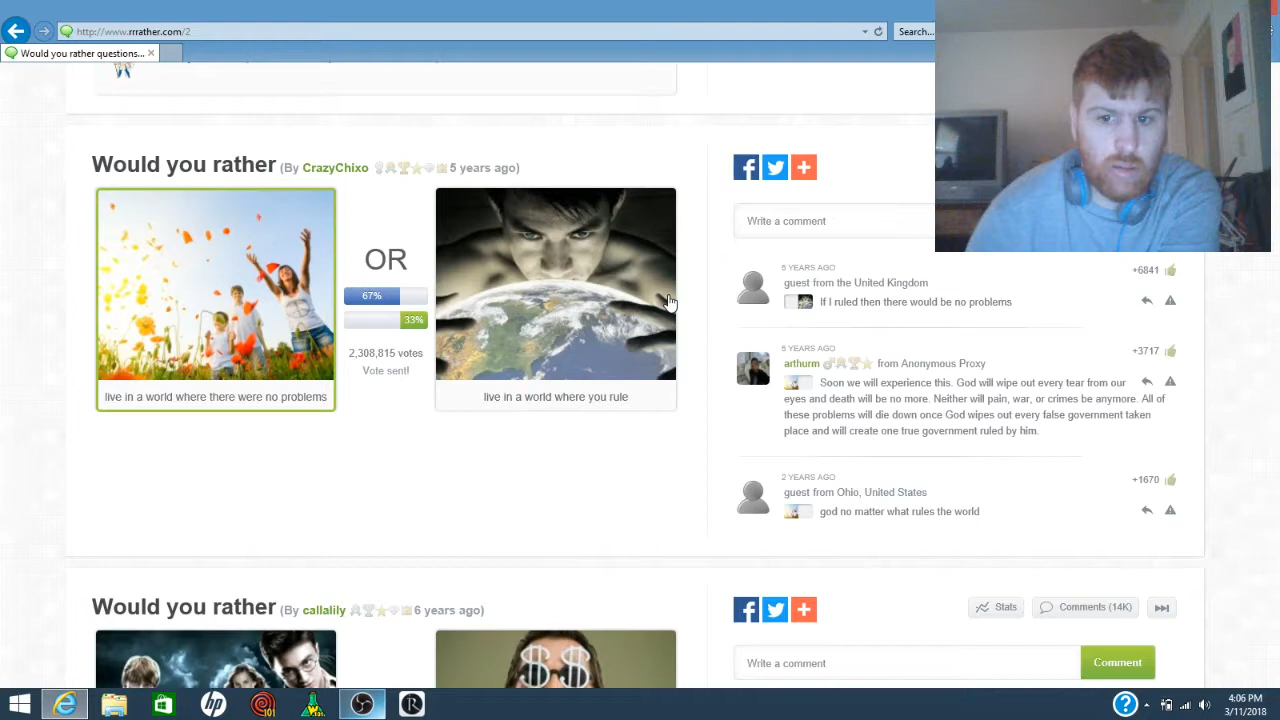 http://www.rrrather.com/2
Search...
Would you rather questions...
Would you rather (By CrazyChixo 5 years ago)
OR
67%
33%
2,308,815 votes
Vote sent!
live in a world where there were no problems
live in a world where you rule
Write a comment
5 YEARS AGO
+6841
guest from the United Kingdom
If I ruled then there would be no problems
5 YEARS AGO
+3717
arthurm from Anonymous Proxy
Soon we will experience this. God will wipe out every tear from our
eyes and death will be no more. Neither will pain, war, or crimes be anymore. All of
these problems will die down once God wipes out every false government taken
place and will create one true government ruled by him.
2 YEARS AGO
+1670
guest from Ohio, United States
god no matter what rules the world
Would you rather (By callalily 6 years ago)
Stats
Comments (14K)
Write a comment
Comment
hp
101
W101
R
4:06 PM
3/11/2018